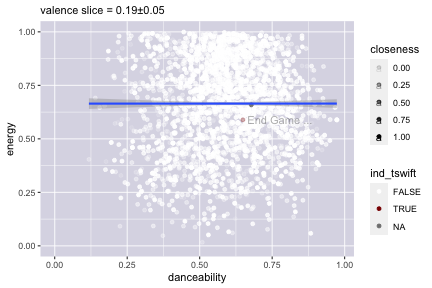 valence slice = 0.19±0.05
1.00
0.75
0.50
0.25
0.00
energy
End Game ...
0.00
0.25
0.50
0.75
1.00
danceability
closeness
0.00
0.25
0.50
0.75
1.00
ind_tswift
FALSE
TRUE
NA